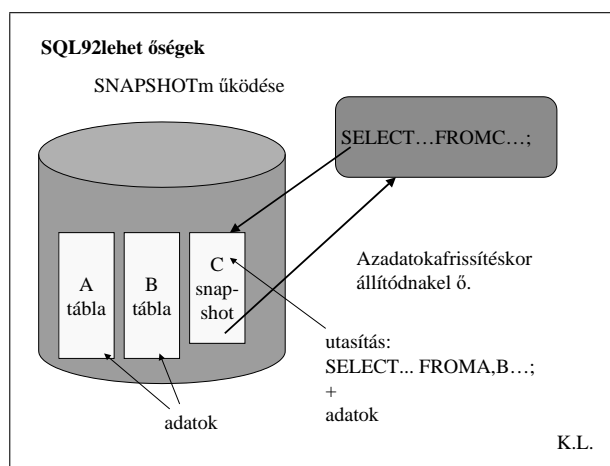 SQL92lehet őségek
SNAPSHOTm űködése
SELECT…FROMC…;
A
tábla
B
tábla
C
snap-
shot
Azadatokafrissítéskor
állítódnakel ő.
utasítás:
SELECT... FROMA,B…;
+
adatok
adatok
K.L.